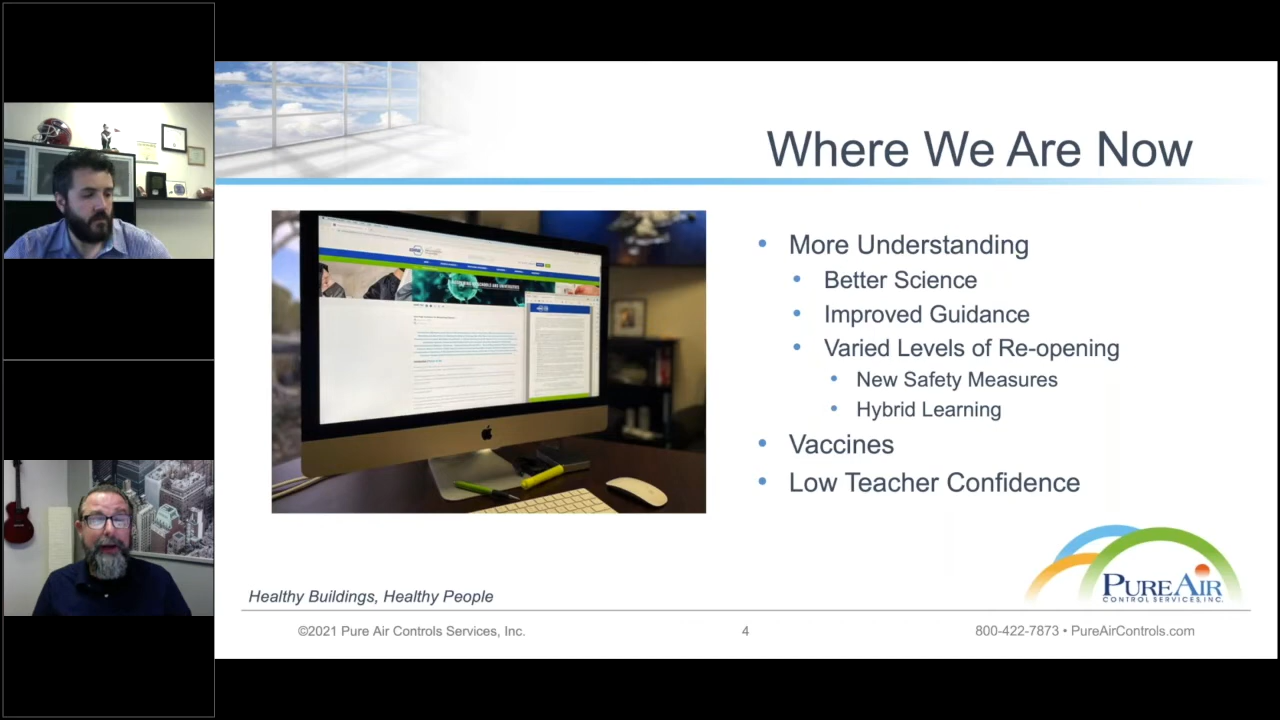 Where We Are Now
• More Understanding
• Better Science
• Improved Guidance
• Varied Levels of Re-opening
• New Safety Measures
• Hybrid Learning
• Vaccines
• Low Teacher Confidence
PUREAIR
CONTROL SERVICES, INC.
Healthy Buildings, Healthy People
©2021 Pure Air Controls Services, Inc.
4
800-422-7873 • PureAirControls.com